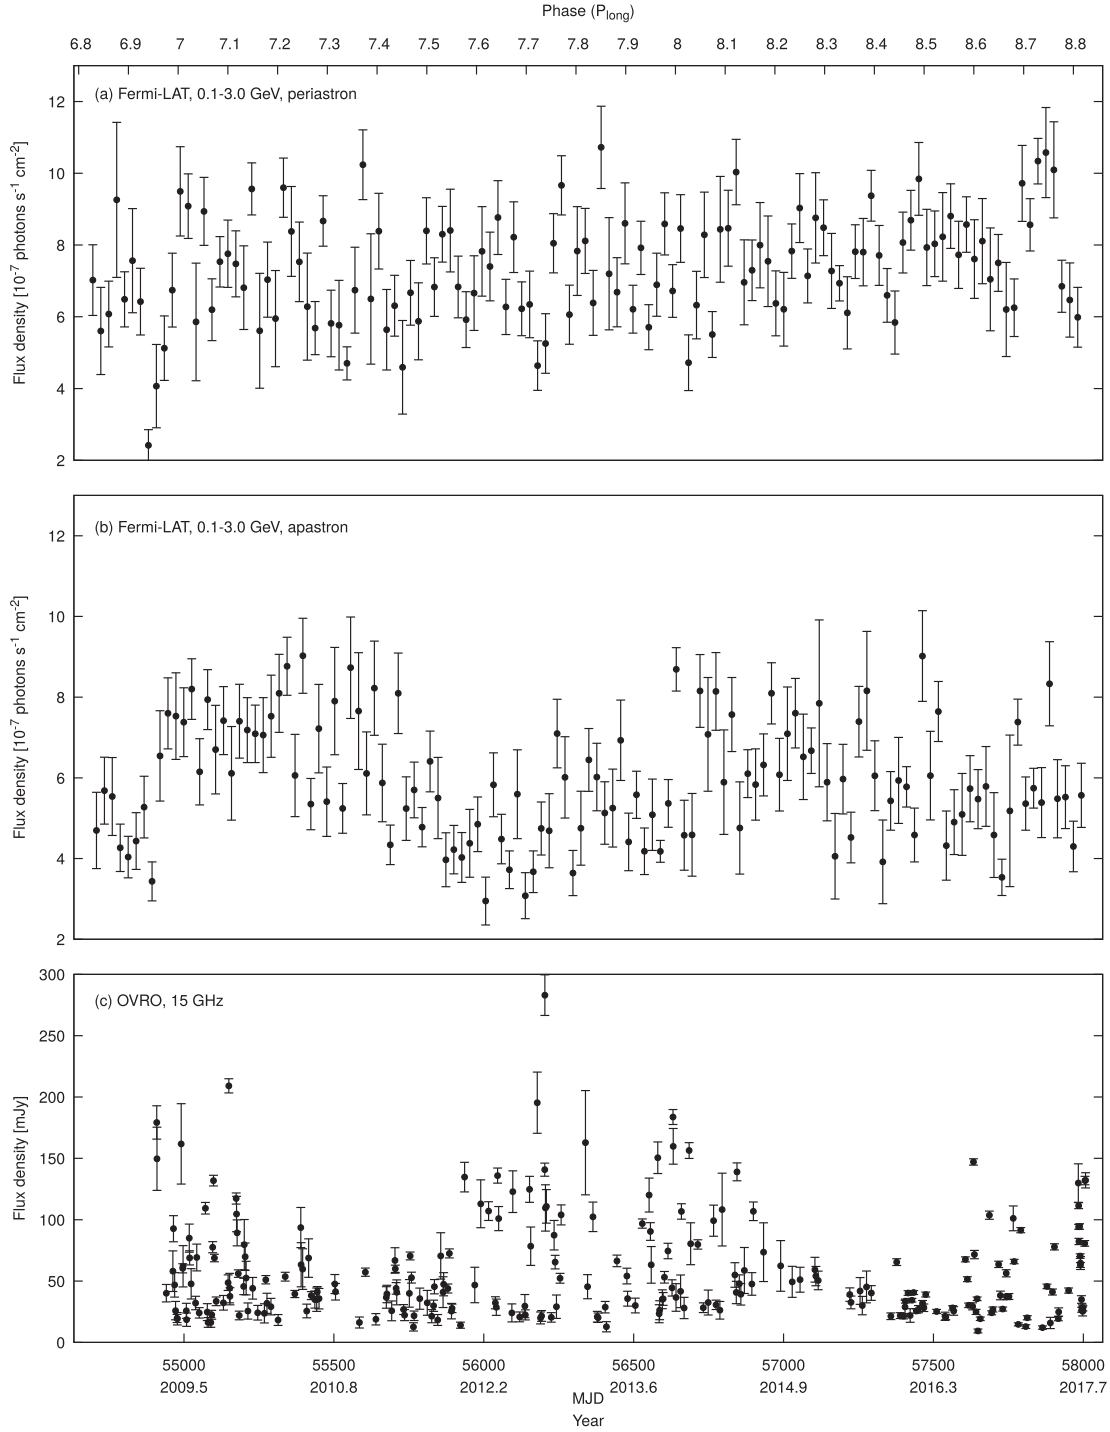 Phase (P_long)
6.8 6.9 7 7.1 7.2 7.3 7.4 7.5 7.6 7.7 7.8 7.9 8 8.1 8.2 8.3 8.4 8.5 8.6 8.7 8.8
(a) Fermi-LAT, 0.1-3.0 GeV, periastron
Flux density [10^-7 photons s^-1 cm^-2]
12
10
8
6
4
2
(b) Fermi-LAT, 0.1-3.0 GeV, apastron
Flux density [10^-7 photons s^-1 cm^-2]
12
10
8
6
4
2
(c) OVRO, 15 GHz
Flux density [mJy]
300
250
200
150
100
50
0
55000 55500 56000 56500 57000 57500 58000
2009.5 2010.8 2012.2 2013.6 2014.9 2016.3 2017.7
MJD
Year